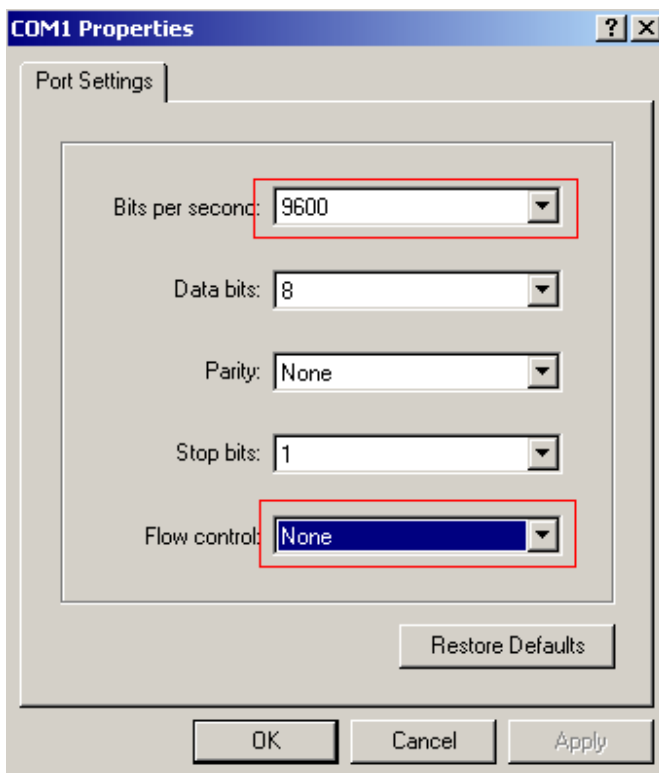 COM1 Properties
Port Settings
Bits per second: 9600
Data bits: 8
Parity: None
Stop bits: 1
Flow control: None
Restore Defaults
OK Cancel Apply